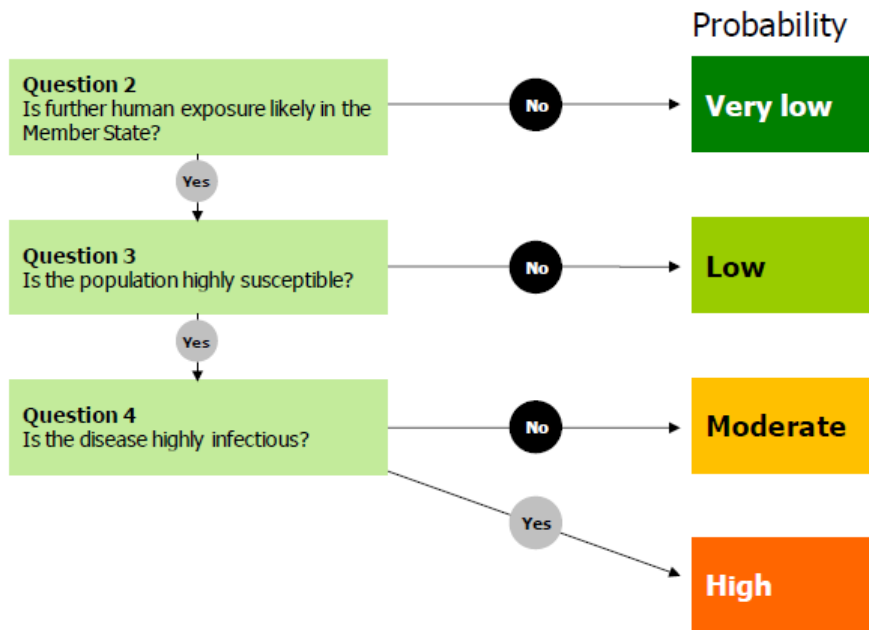 Probability
Question 2
Is further human exposure likely in the
Member State?
No
Very low
Yes
Question 3
Is the population highly susceptible?
No
Low
Yes
Question 4
Is the disease highly infectious?
No
Moderate
Yes
High